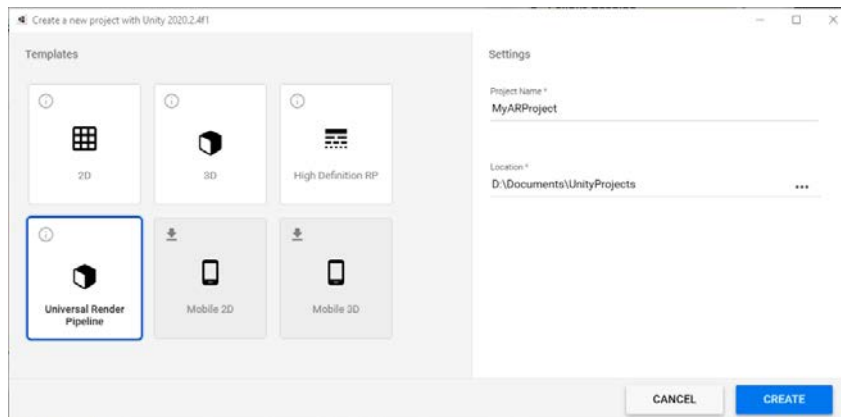 Create a new project with Unity 2020.2.4f1
Templates
2D
3D
High Definition RP
Universal Render
Pipeline
Mobile 2D
Mobile 3D
Settings
Project Name *
MyARProject
Location *
D:\Documents\UnityProjects
CANCEL
CREATE